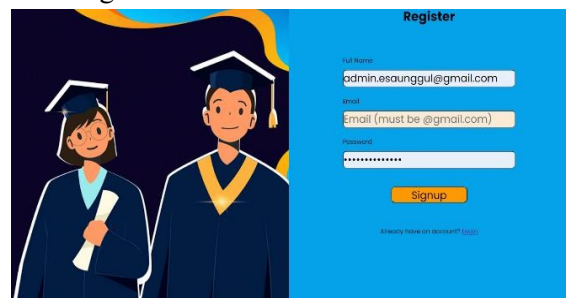 Register
Full Name
admin.esaunggul@gmail.com
Email
Email (must be @gmail.com)
Password
••••••••••••••
Signup
Already have an account? Login